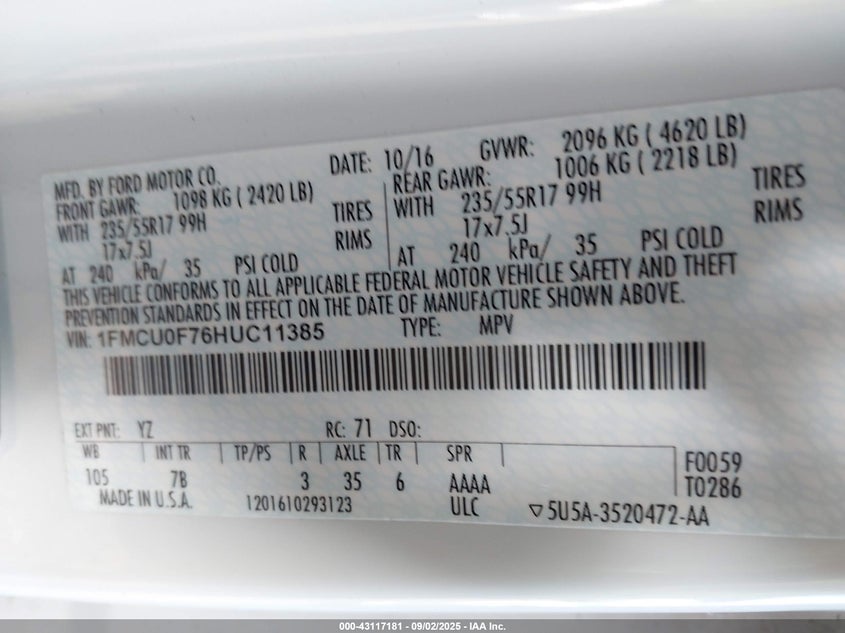 MFD. BY FORD MOTOR CO. DATE: 10/16 GVWR: 2096 KG ( 4620 LB)
FRONT GAWR: 1098 KG ( 2420 LB) REAR GAWR: 1006 KG ( 2218 LB)
WITH 235/55R17 99H TIRES WITH 235/55R17 99H TIRES
17x7.5J RIMS 17x7.5J RIMS
AT 240 kPa/ 35 PSI COLD AT 240 kPa/ 35 PSI COLD
THIS VEHICLE CONFORMS TO ALL APPLICABLE FEDERAL MOTOR VEHICLE SAFETY AND THEFT
PREVENTION STANDARDS IN EFFECT ON THE DATE OF MANUFACTURE SHOWN ABOVE.
VIN: 1FMCU0F76HUC11385 TYPE: MPV
EXT PNT: YZ RC: 71 DSO:
WB INT TR TP/PS R AXLE TR SPR F0059
105 7B 3 35 6 AAAA T0286
MADE IN U.S.A. 1201610293123 ULC ▽5U5A-3520472-AA
000-43117181 - 09/02/2025 - IAA Inc.